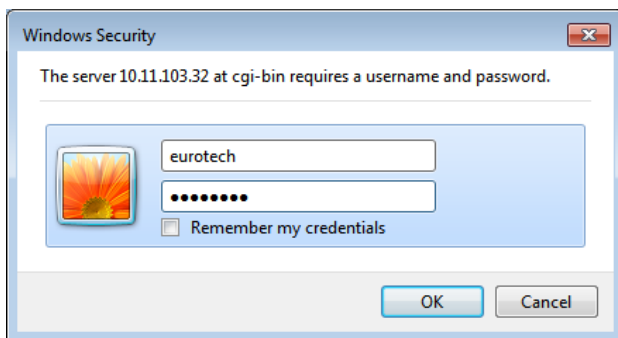 Windows Security
The server 10.11.103.32 at cgi-bin requires a username and password.
eurotech
••••••••
Remember my credentials
OK
Cancel